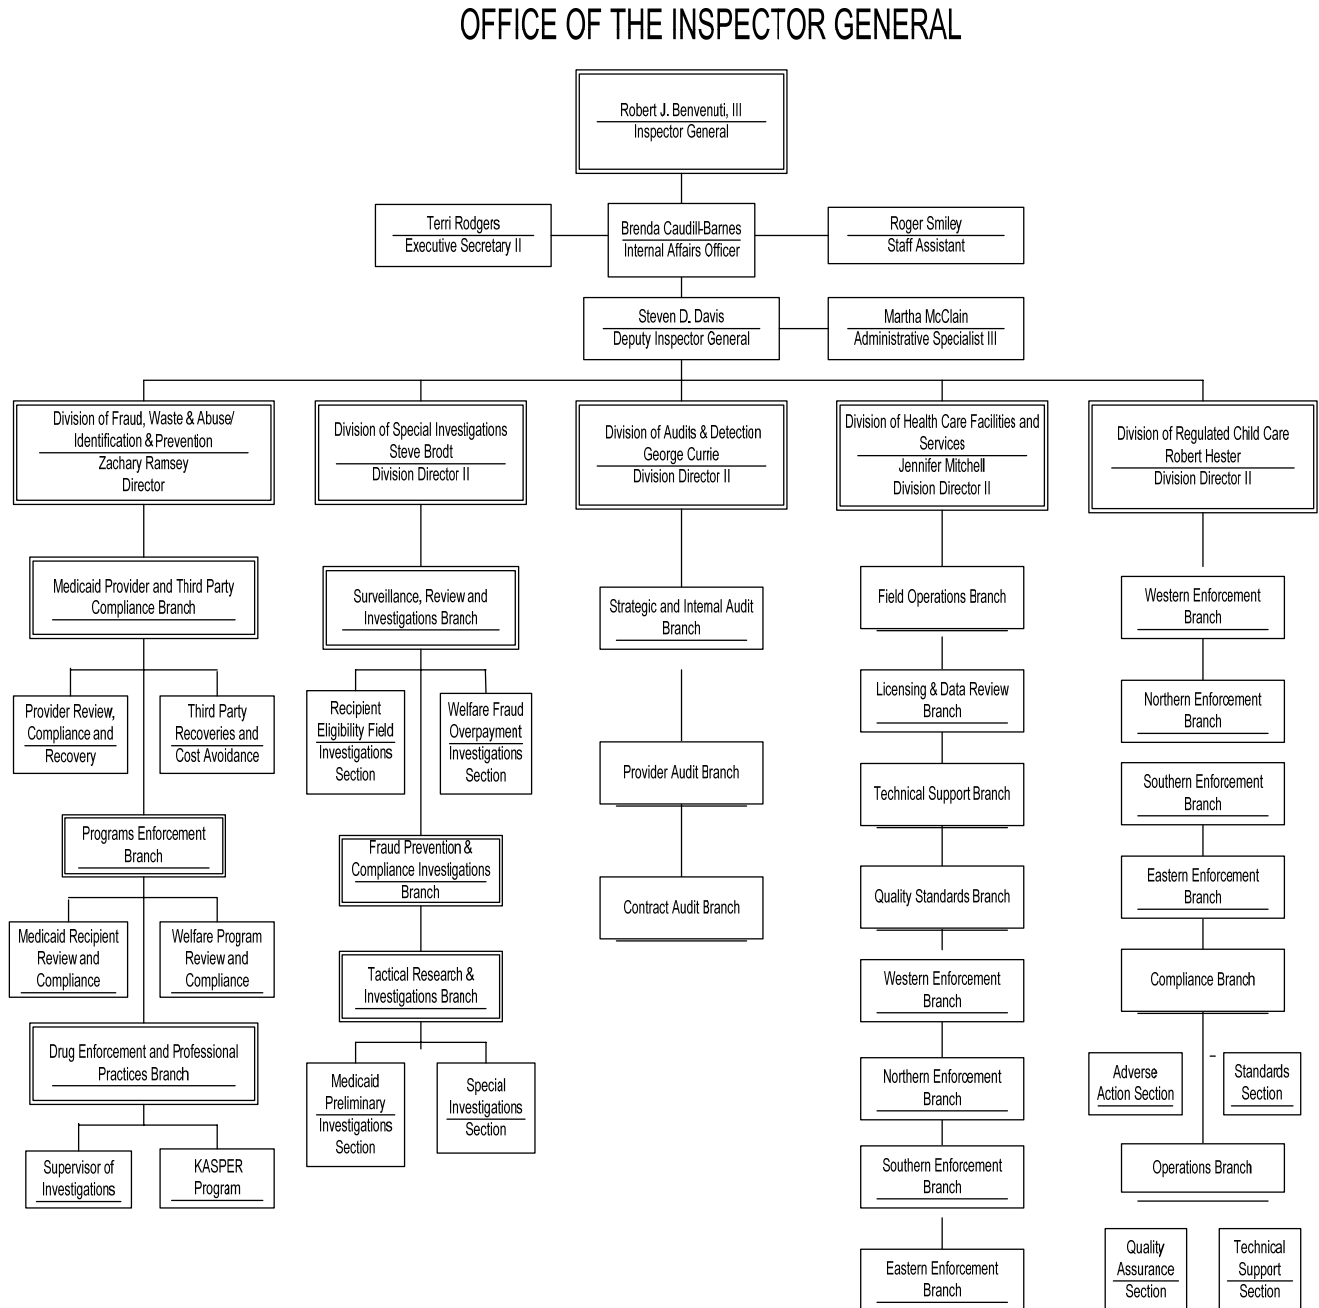 OFFICE OF THE INSPECTOR GENERAL
Robert J. Benvenuti, III
Inspector General
Terri Rodgers
Executive Secretary II
Brenda Caudill-Barnes
Internal Affairs Officer
Roger Smiley
Staff Assistant
Steven D. Davis
Deputy Inspector General
Martha McClain
Administrative Specialist III
Division of Fraud, Waste & Abuse/
Identification & Prevention
Zachary Ramsey
Director
Division of Special Investigations
Steve Brodt
Division Director II
Division of Audits & Detection
George Currie
Division Director II
Division of Health Care Facilities and
Services
Jennifer Mitchell
Division Director II
Division of Regulated Child Care
Robert Hester
Division Director II
Medicaid Provider and Third Party
Compliance Branch
Provider Review,
Compliance and
Recovery
Third Party
Recoveries and
Cost Avoidance
Programs Enforcement
Branch
Medicaid Recipient
Review and
Compliance
Welfare Program
Review and
Compliance
Drug Enforcement and Professional
Practices Branch
Supervisor of
Investigations
KASPER
Program
Surveillance, Review and
Investigations Branch
Recipient
Eligibility Field
Investigations
Section
Welfare Fraud
Overpayment
Investigations
Section
Fraud Prevention &
Compliance Investigations
Branch
Tactical Research &
Investigations Branch
Medicaid
Preliminary
Investigations
Section
Special
Investigations
Section
Strategic and Internal Audit
Branch
Provider Audit Branch
Contract Audit Branch
Field Operations Branch
Licensing & Data Review
Branch
Technical Support Branch
Quality Standards Branch
Western Enforcement
Branch
Northern Enforcement
Branch
Southern Enforcement
Branch
Eastern Enforcement
Branch
Western Enforcement
Branch
Northern Enforcement
Branch
Southern Enforcement
Branch
Eastern Enforcement
Branch
Compliance Branch
Adverse
Action Section
Standards
Section
Operations Branch
Quality
Assurance
Section
Technical
Support
Section